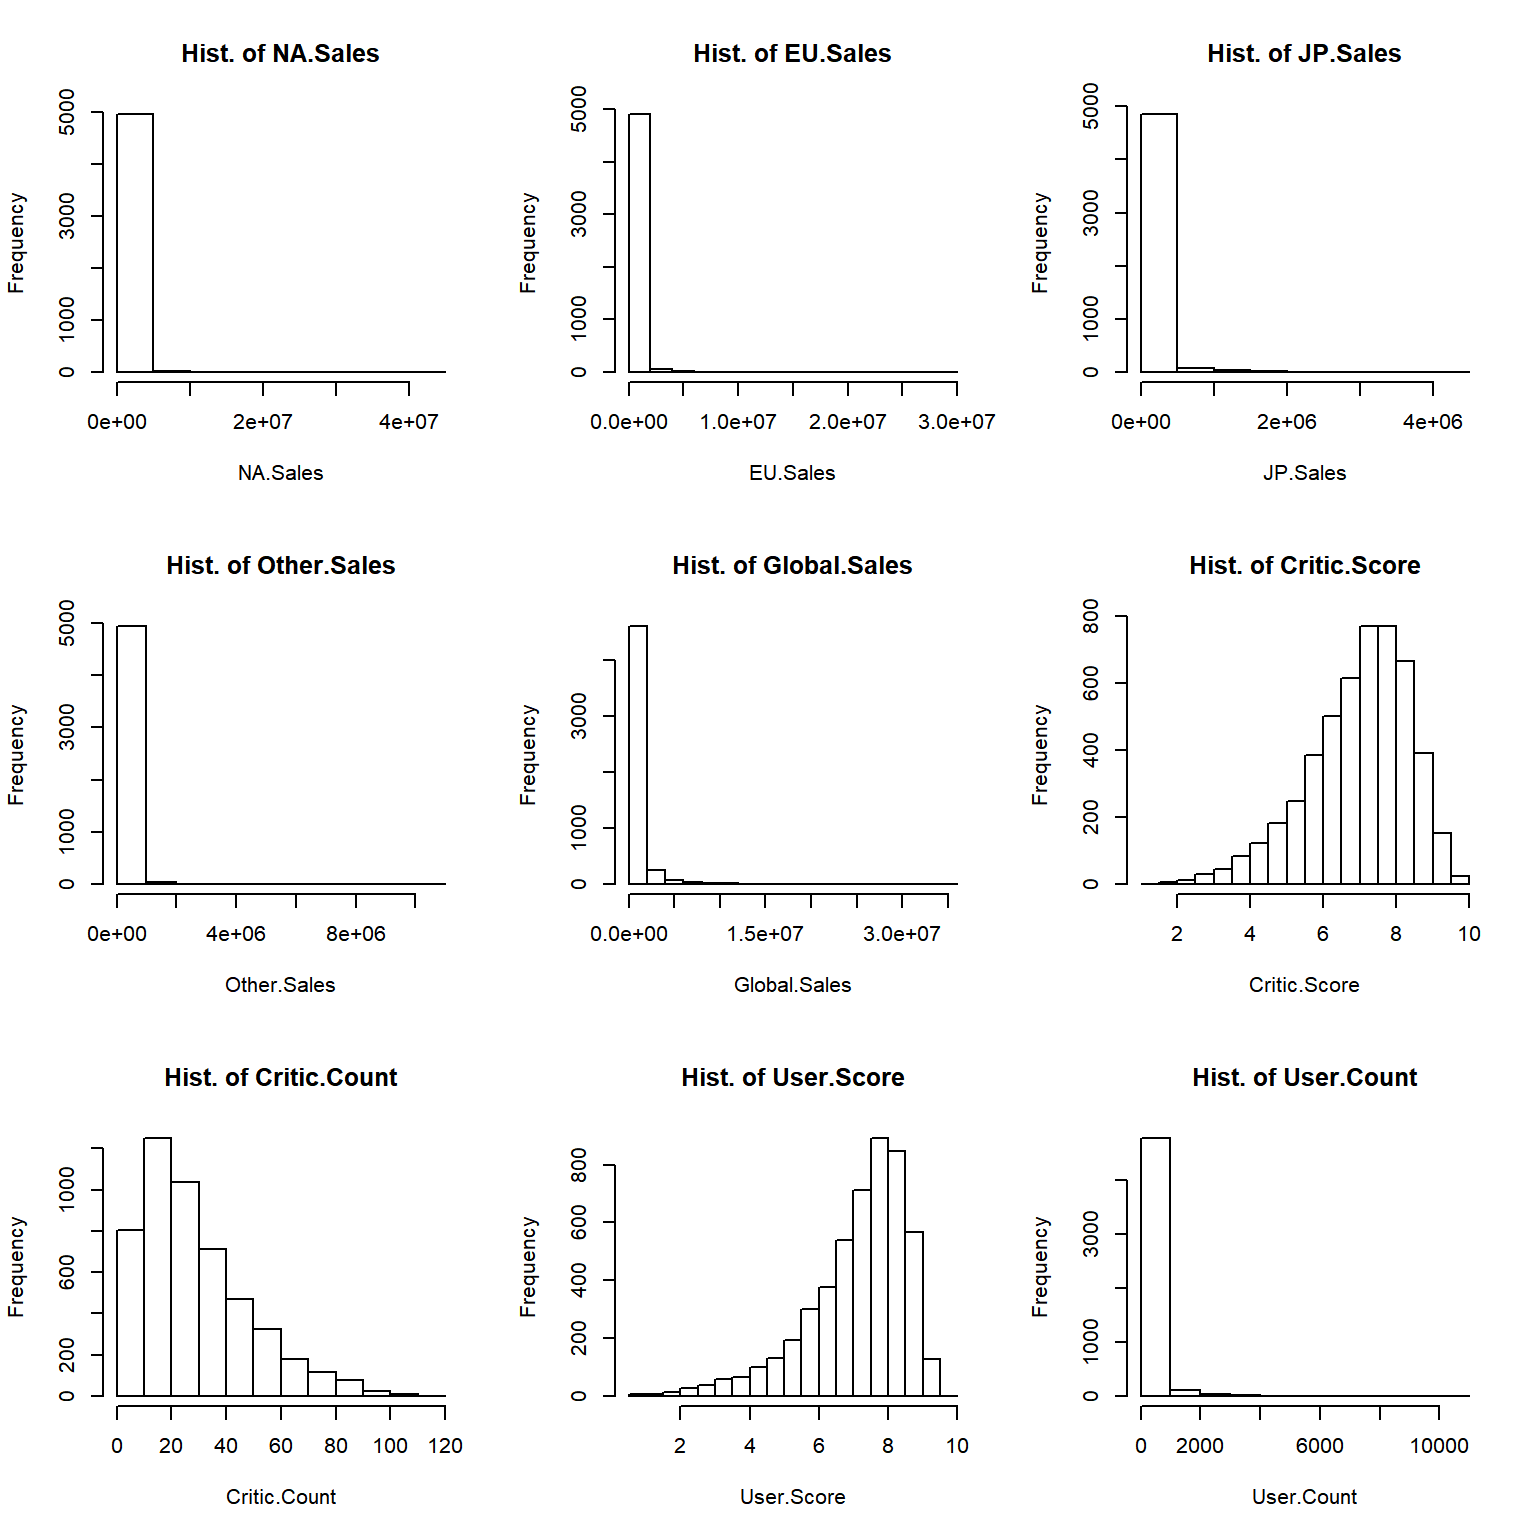 Hist. of NA.Sales
Frequency
0
1000
3000
5000
0e+00 2e+07 4e+07
NA.Sales
Hist. of EU.Sales
Frequency
0
1000
3000
5000
0.0e+00 1.0e+07 2.0e+07 3.0e+07
EU.Sales
Hist. of JP.Sales
Frequency
0
1000
3000
5000
0e+00 2e+06 4e+06
JP.Sales
Hist. of Other.Sales
Frequency
0
1000
3000
5000
0e+00 4e+06 8e+06
Other.Sales
Hist. of Global.Sales
Frequency
0
1000
3000
0.0e+00 1.5e+07 3.0e+07
Global.Sales
Hist. of Critic.Score
Frequency
0
200
400
600
800
2 4 6 8 10
Critic.Score
Hist. of Critic.Count
Frequency
0
200
600
1000
0 20 40 60 80 100 120
Critic.Count
Hist. of User.Score
Frequency
0
200
400
600
800
2 4 6 8 10
User.Score
Hist. of User.Count
Frequency
0
1000
3000
0 2000 6000 10000
User.Count